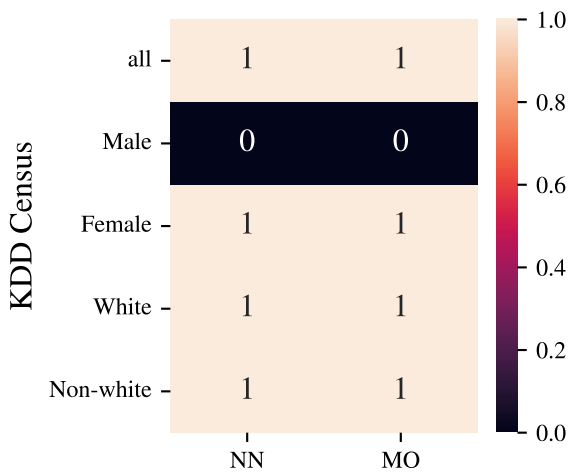 KDD Census
all 1 1
Male 0 0
Female 1 1
White 1 1
Non-white 1 1
NN MO
1.0
0.8
0.6
0.4
0.2
0.0